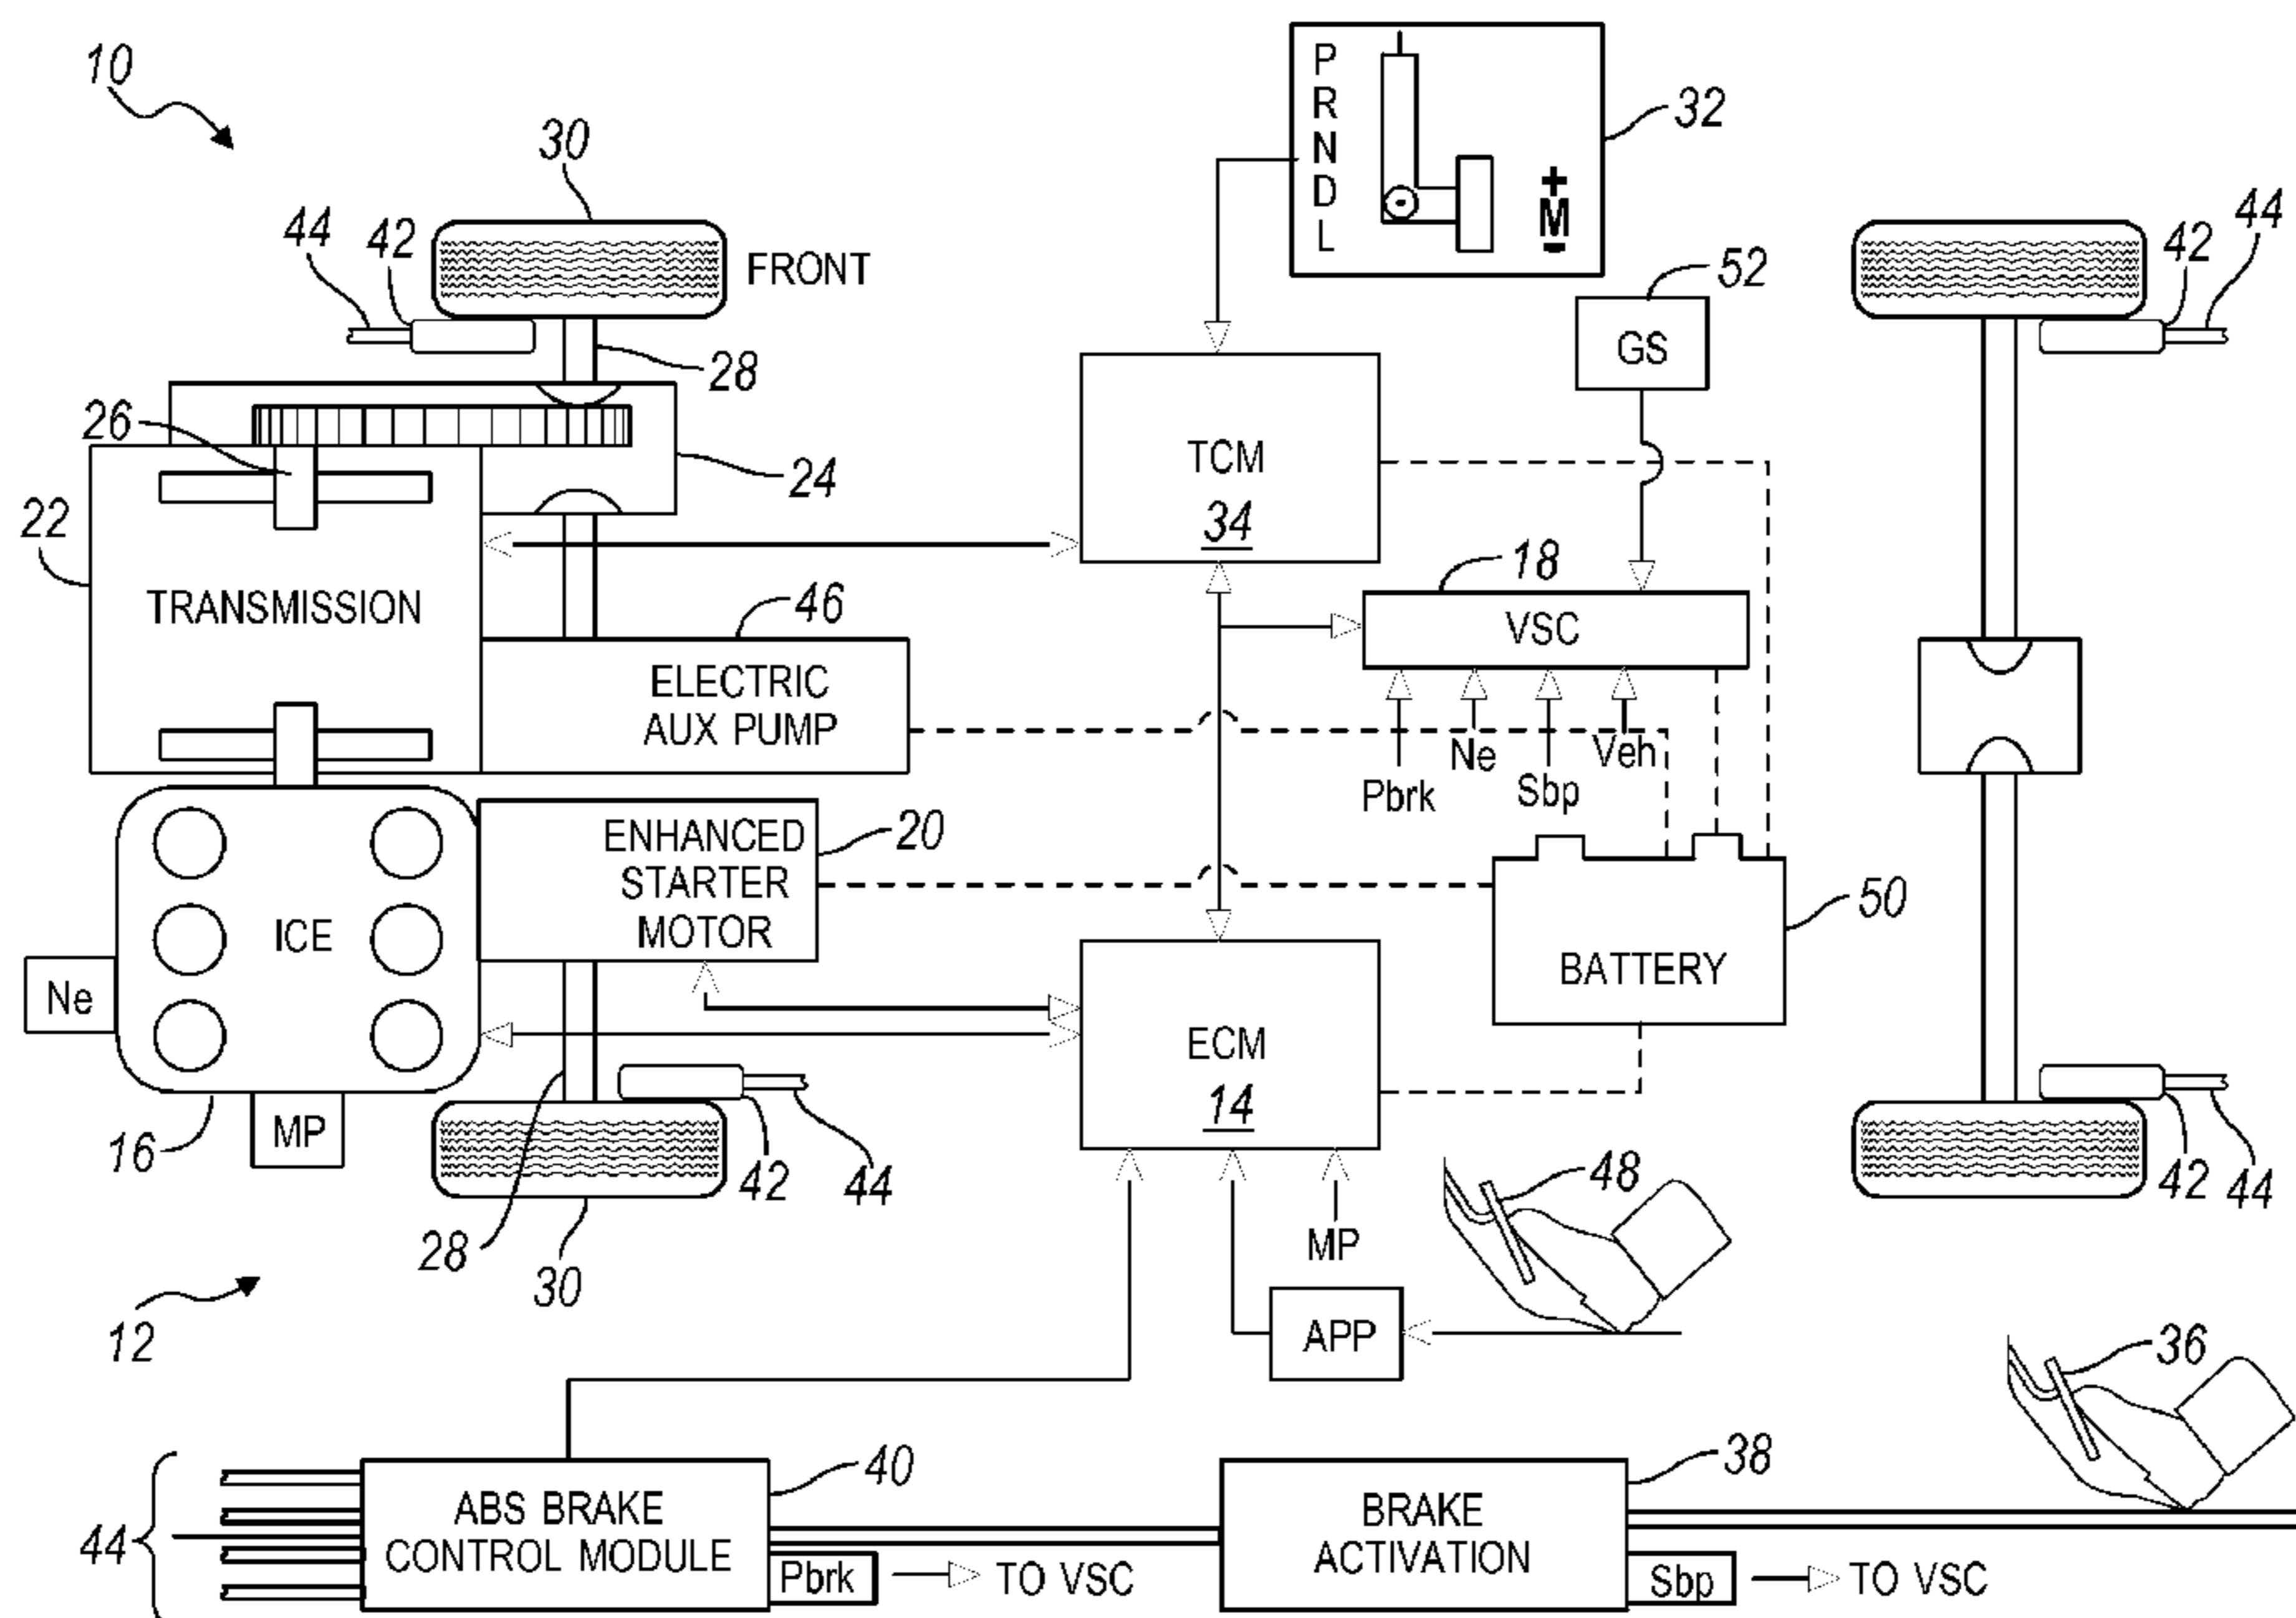 10
30
44
42
FRONT
28
26
24
22
TRANSMISSION
46
ELECTRIC
AUX PUMP
ENHANCED
STARTER
MOTOR
20
ICE
Ne
MP
16
28
30
42
44
12
P
R
N
D
L
+
M
-
32
52
GS
TCM
34
18
VSC
Pbrk
Ne
Sbp
Veh
50
BATTERY
ECM
14
MP
APP
48
36
42
44
42
44
44
ABS BRAKE
CONTROL MODULE
40
Pbrk
TO VSC
BRAKE
ACTIVATION
38
Sbp
TO VSC